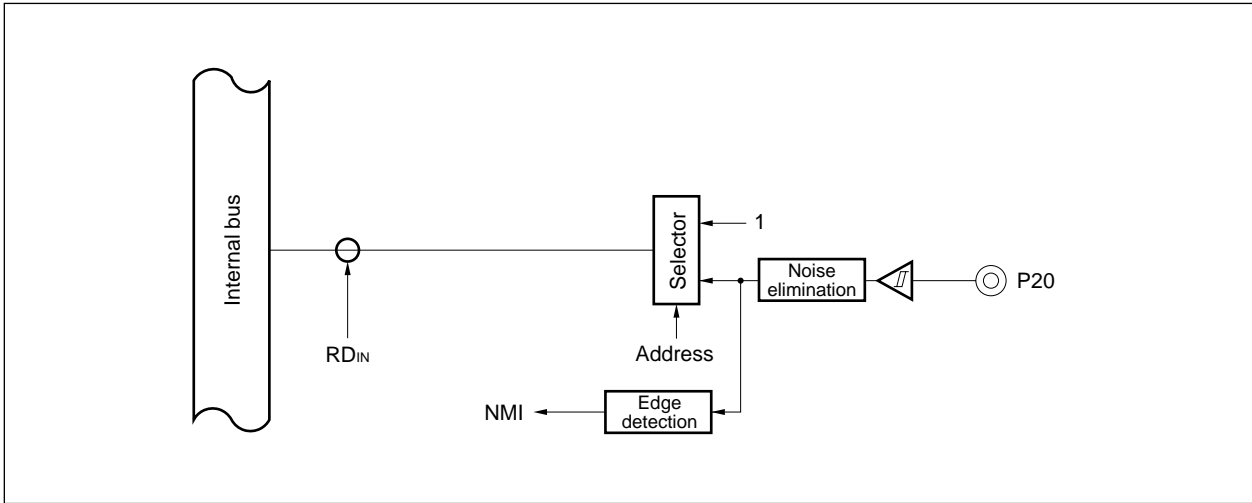 Internal bus
RDIN
Selector
1
Address
Noise
elimination
P20
NMI
Edge
detection